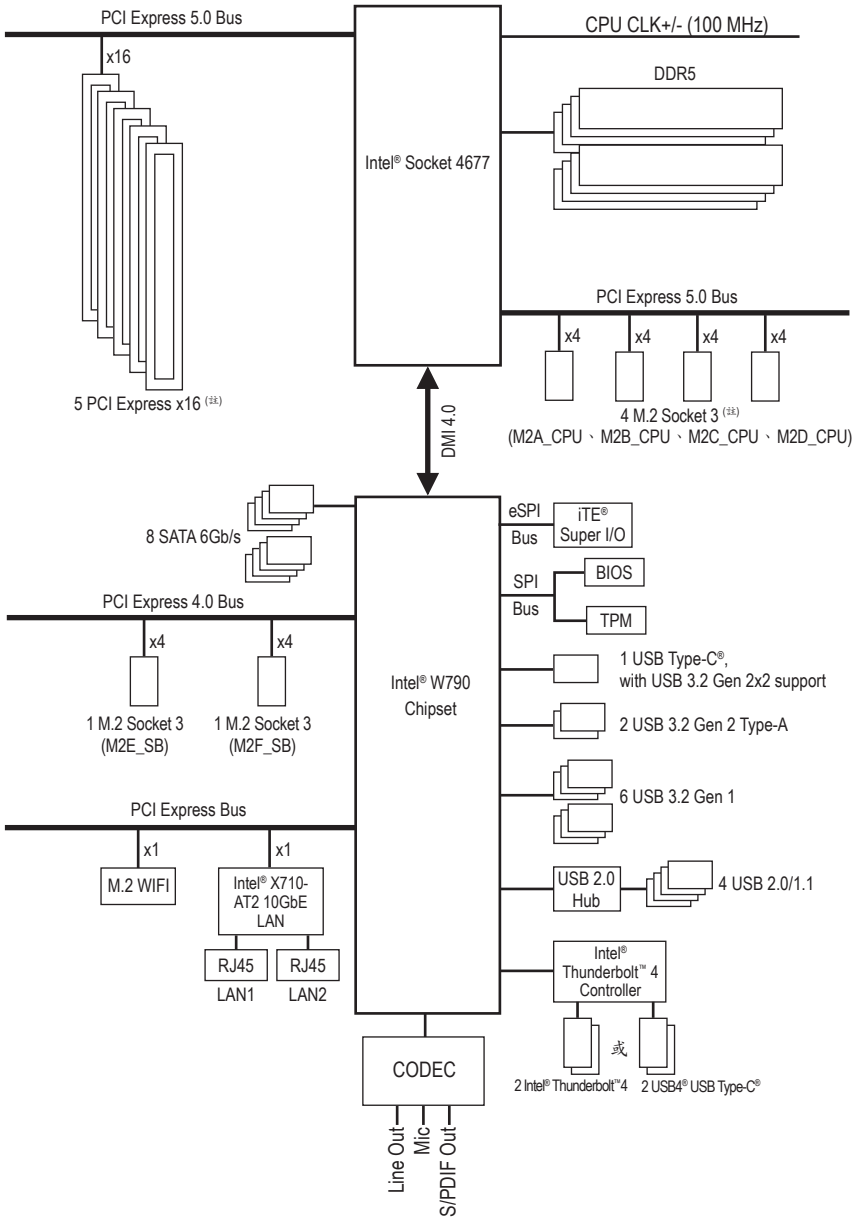 PCI Express 5.0 Bus
CPU CLK+/- (100 MHz)
x16
DDR5
Intel® Socket 4677
PCI Express 5.0 Bus
x4
x4
x4
x4
5 PCI Express x16 (註)
4 M.2 Socket 3 (註)
(M2A_CPU、M2B_CPU、M2C_CPU、M2D_CPU)
DMI 4.0
8 SATA 6Gb/s
eSPI
Bus
iTE®
Super I/O
SPI
Bus
BIOS
TPM
PCI Express 4.0 Bus
x4
x4
1 M.2 Socket 3
(M2E_SB)
1 M.2 Socket 3
(M2F_SB)
Intel® W790
Chipset
1 USB Type-C®,
with USB 3.2 Gen 2x2 support
2 USB 3.2 Gen 2 Type-A
6 USB 3.2 Gen 1
PCI Express Bus
x1
x1
M.2 WIFI
Intel® X710-
AT2 10GbE
LAN
RJ45
RJ45
LAN1
LAN2
USB 2.0
Hub
4 USB 2.0/1.1
Intel®
Thunderbolt™ 4
Controller
或
2 Intel® Thunderbolt™4
2 USB4® USB Type-C®
CODEC
Line Out
Mic
S/PDIF Out